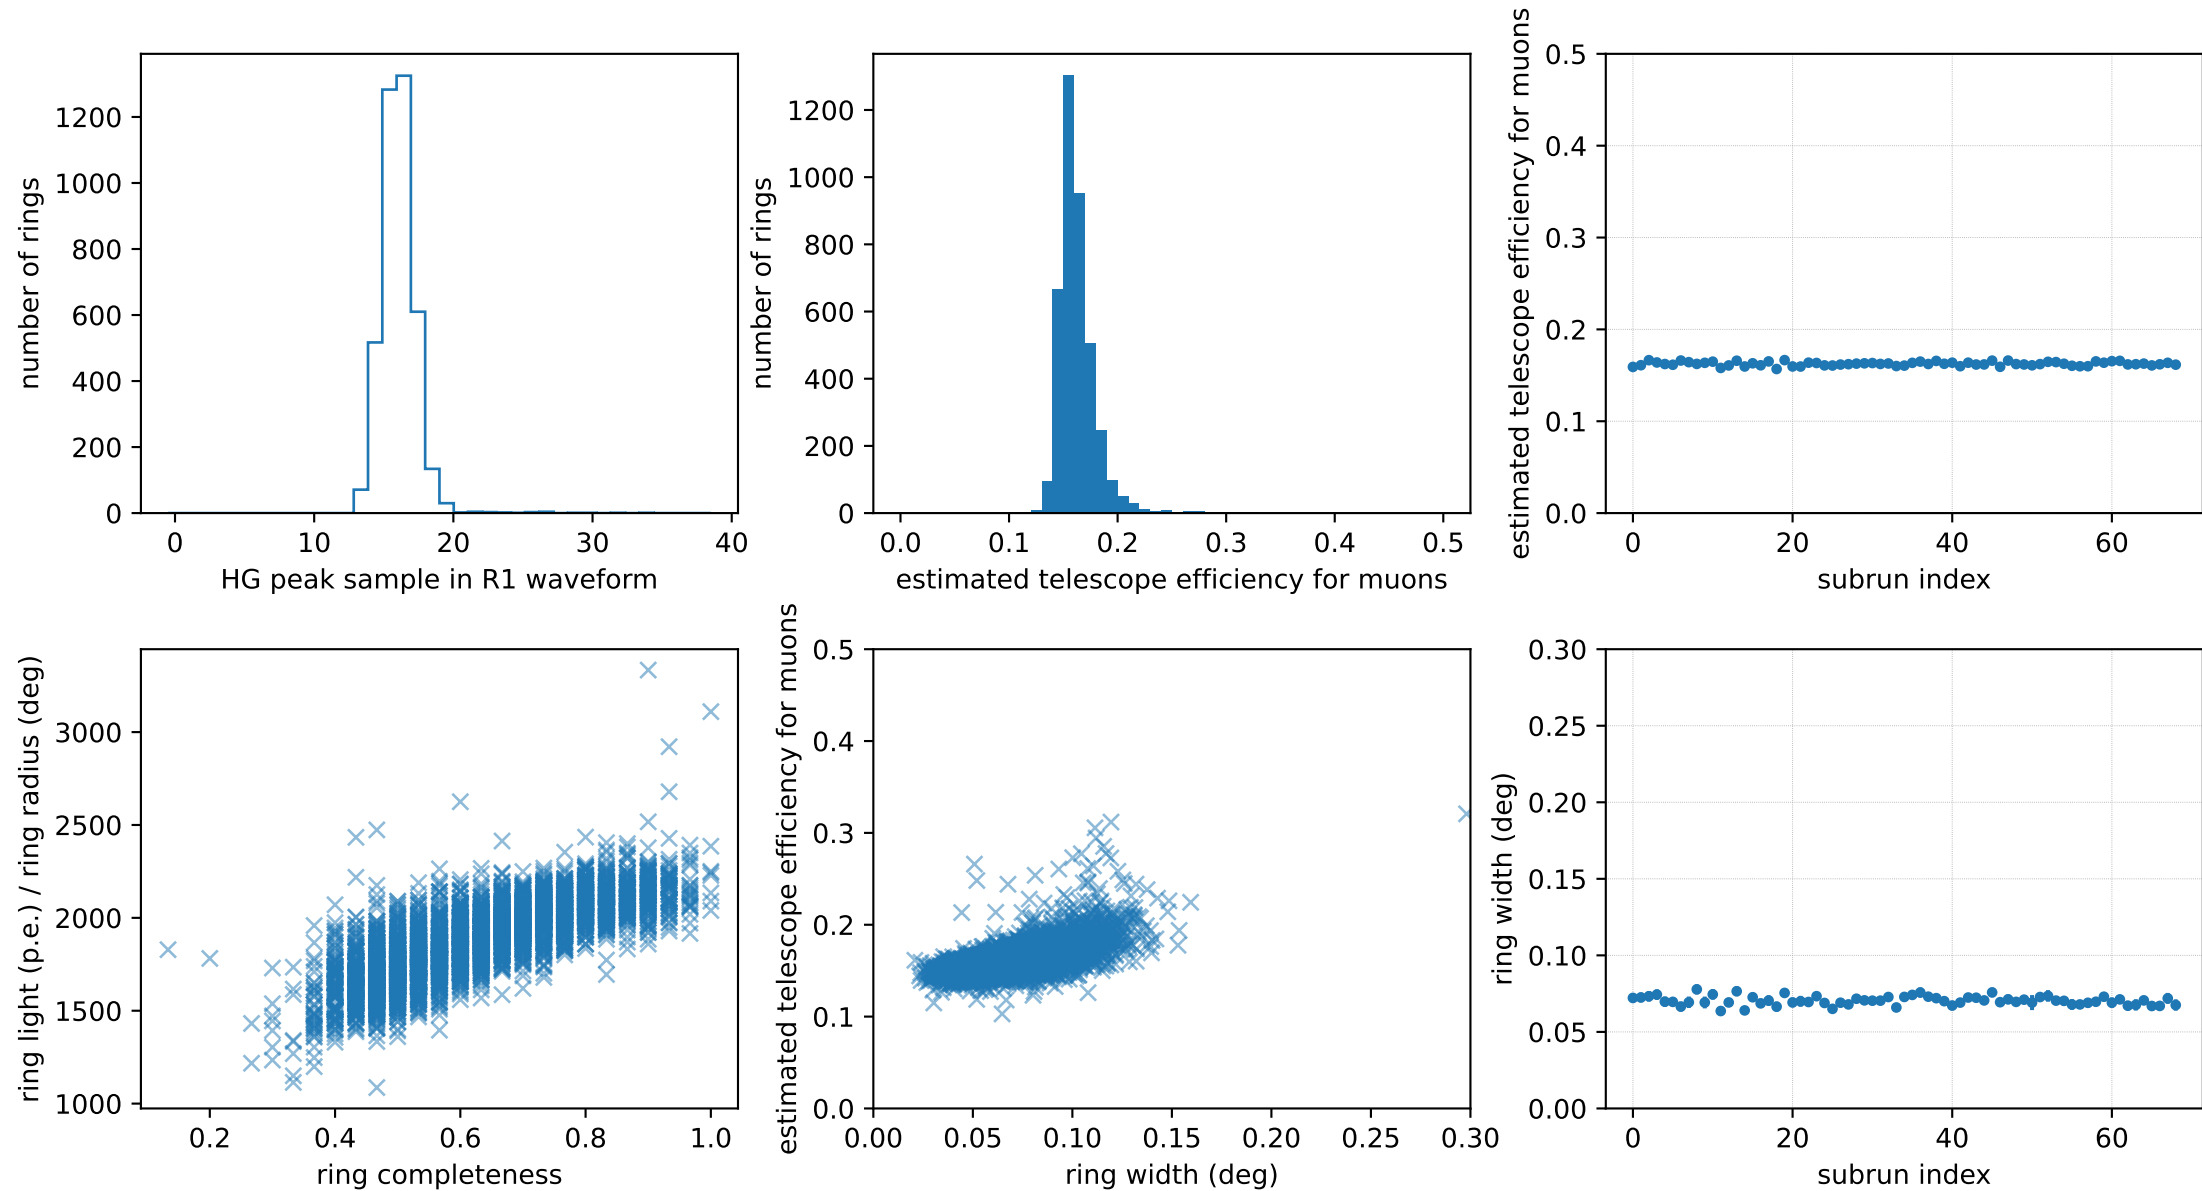 number of rings
1200
1000
800
600
400
200
0
0 10 20 30 40
HG peak sample in R1 waveform
number of rings
1200
1000
800
600
400
200
0
0.0 0.1 0.2 0.3 0.4 0.5
estimated telescope efficiency for muons
estimated telescope efficiency for muons
0.5
0.4
0.3
0.2
0.1
0.0
0 20 40 60
subrun index
ring light (p.e.) / ring radius (deg)
3000
2500
2000
1500
1000
0.2 0.4 0.6 0.8 1.0
ring completeness
estimated telescope efficiency for muons
0.5
0.4
0.3
0.2
0.1
0.0
0.00 0.05 0.10 0.15 0.20 0.25 0.30
ring width (deg)
ring width (deg)
0.30
0.25
0.20
0.15
0.10
0.05
0.00
0 20 40 60
subrun index